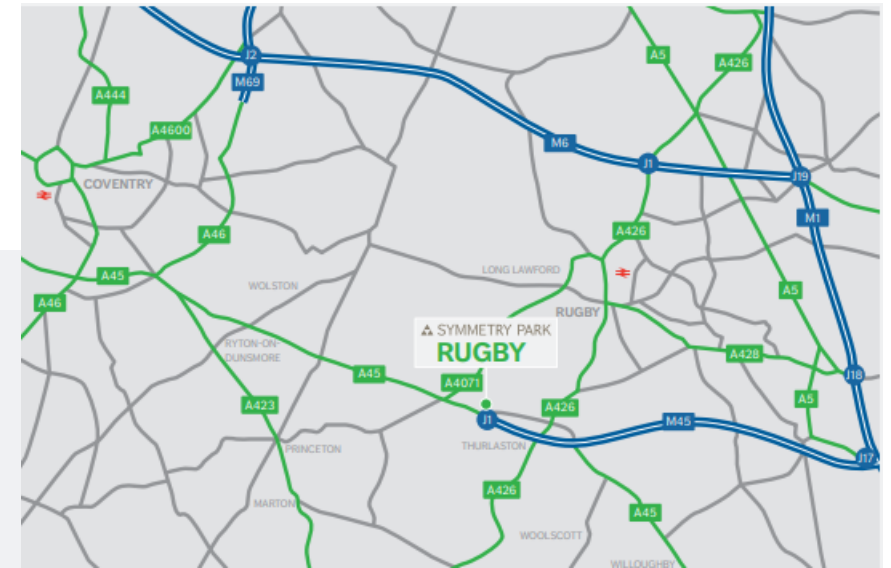 J2
A5
A426
M69
A444
A4600
M6
J1
J19
COVENTRY
M1
A46
A426
A45
LONG LAWFORD
WOLSTON
A5
A46
RUGBY
SYMMETRY PARK
RUGBY
RYTON-ON-
DUNSMORE
A428
A45
J18
A4071
A5
A423
A426
J1
M45
THURLASTON
PRINCETON
J17
A426
MARTON
A45
WOOLSCOTT
WILLOUGHBY